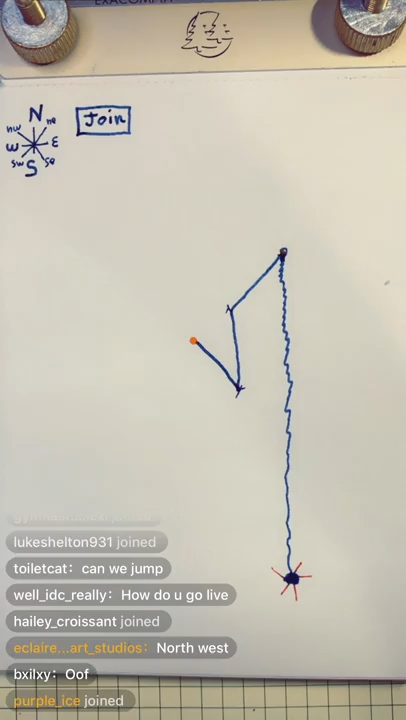 EXACOMPA
N
nw
ne
W
E
sw
S
se
Join
lukeshelton931 joined
toiletcat: can we jump
well_idc_really: How do u go live
hailey_croissant joined
eclaire...art_studios: North west
bxilxy: Oof
purple_ice joined